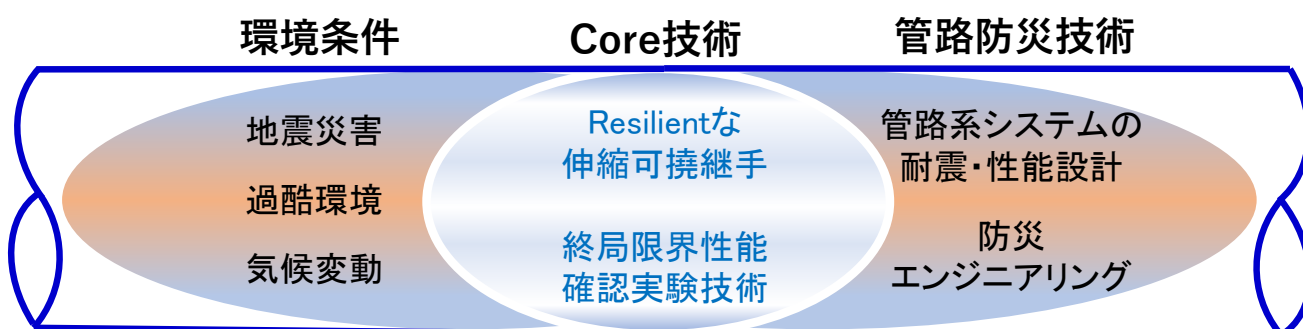 環境条件
地震災害
過酷環境
気候変動
Core技術
Resilientな
伸縮可撓継手
終局限界性能
確認実験技術
管路防災技術
管路系システムの
耐震・性能設計
防災
エンジニアリング